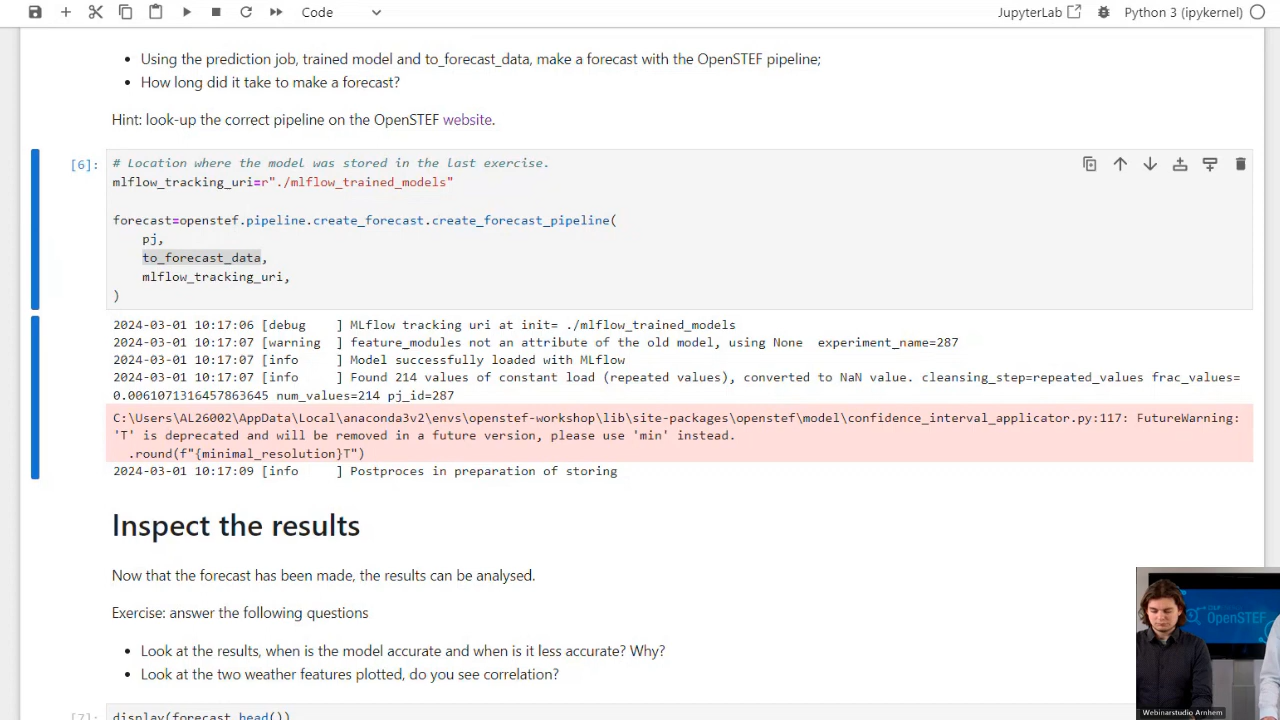 Code
JupyterLab
Python 3 (ipykernel)
• Using the prediction job, trained model and to_forecast_data, make a forecast with the OpenSTEF pipeline;
• How long did it take to make a forecast?
Hint: look-up the correct pipeline on the OpenSTEF website.
[6]:
# Location where the model was stored in the last exercise.
mlflow_tracking_uri=r"./mlflow_trained_models"
forecast=openstef.pipeline.create_forecast.create_forecast_pipeline(
pj,
to_forecast_data,
mlflow_tracking_uri,
)
2024-03-01 10:17:06 [debug    ] MLflow tracking uri at init= ./mlflow_trained_models
2024-03-01 10:17:07 [warning  ] feature_modules not an attribute of the old model, using None  experiment_name=287
2024-03-01 10:17:07 [info     ] Model successfully loaded with MLflow
2024-03-01 10:17:07 [info     ] Found 214 values of constant load (repeated values), converted to NaN value. cleansing_step=repeated_values frac_values=
0.0061071316457863645 num_values=214 pj_id=287
C:\Users\AL26002\AppData\Local\anaconda3v2\envs\openstef-workshop\lib\site-packages\openstef\model\confidence_interval_applicator.py:117: FutureWarning:
'T' is deprecated and will be removed in a future version, please use 'min' instead.
.round(f"{minimal_resolution}T")
2024-03-01 10:17:09 [info     ] Postproces in preparation of storing
Inspect the results
Now that the forecast has been made, the results can be analysed.
Exercise: answer the following questions
• Look at the results, when is the model accurate and when is it less accurate? Why?
• Look at the two weather features plotted, do you see correlation?
[7]:
display(forecast.head())
OpenSTEF
Webinarstudio Arnhem